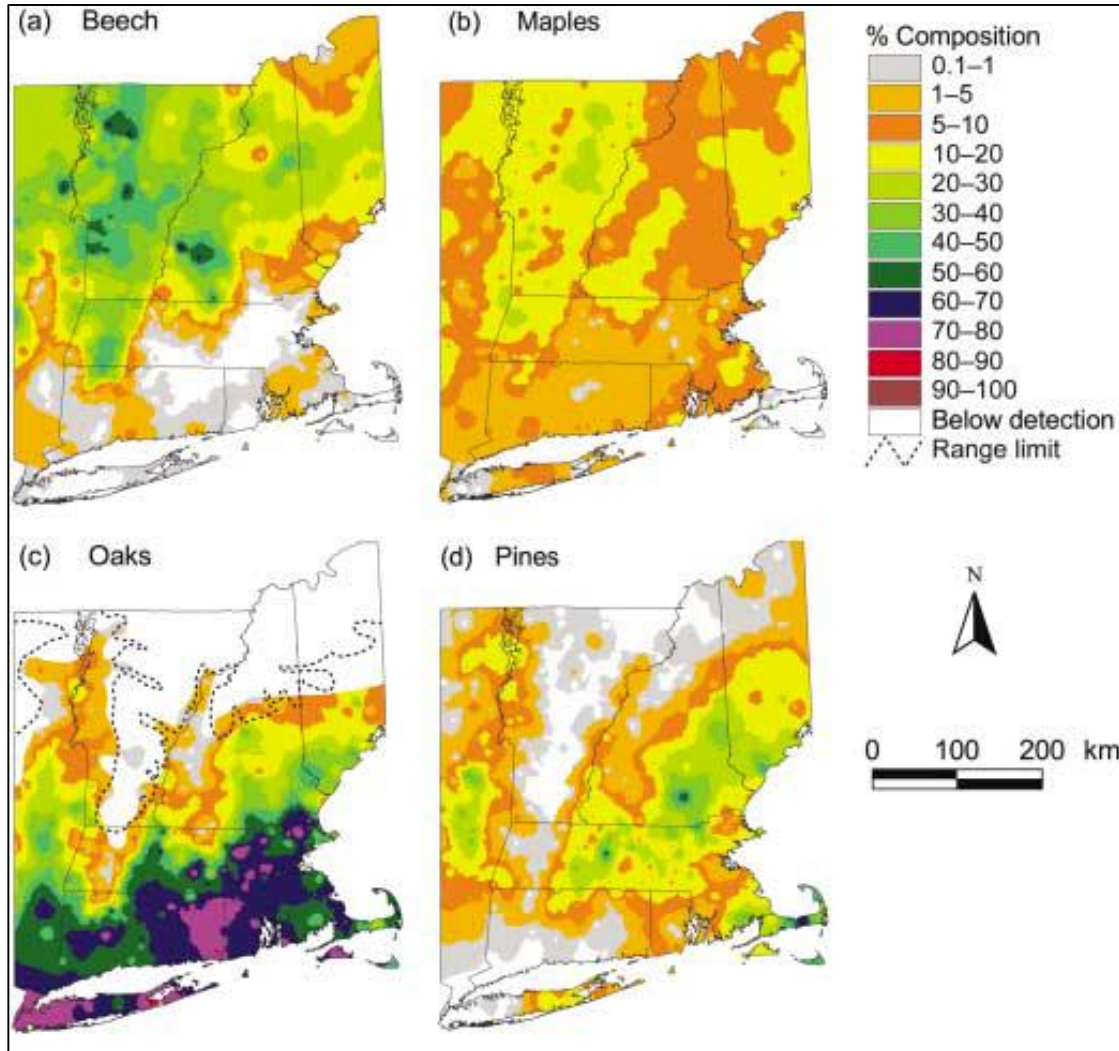 (a) Beech
(b) Maples
% Composition
0.1–1
1–5
5–10
10–20
20–30
30–40
40–50
50–60
60–70
70–80
80–90
90–100
Below detection
Range limit
(c) Oaks
(d) Pines
N
0 100 200 km